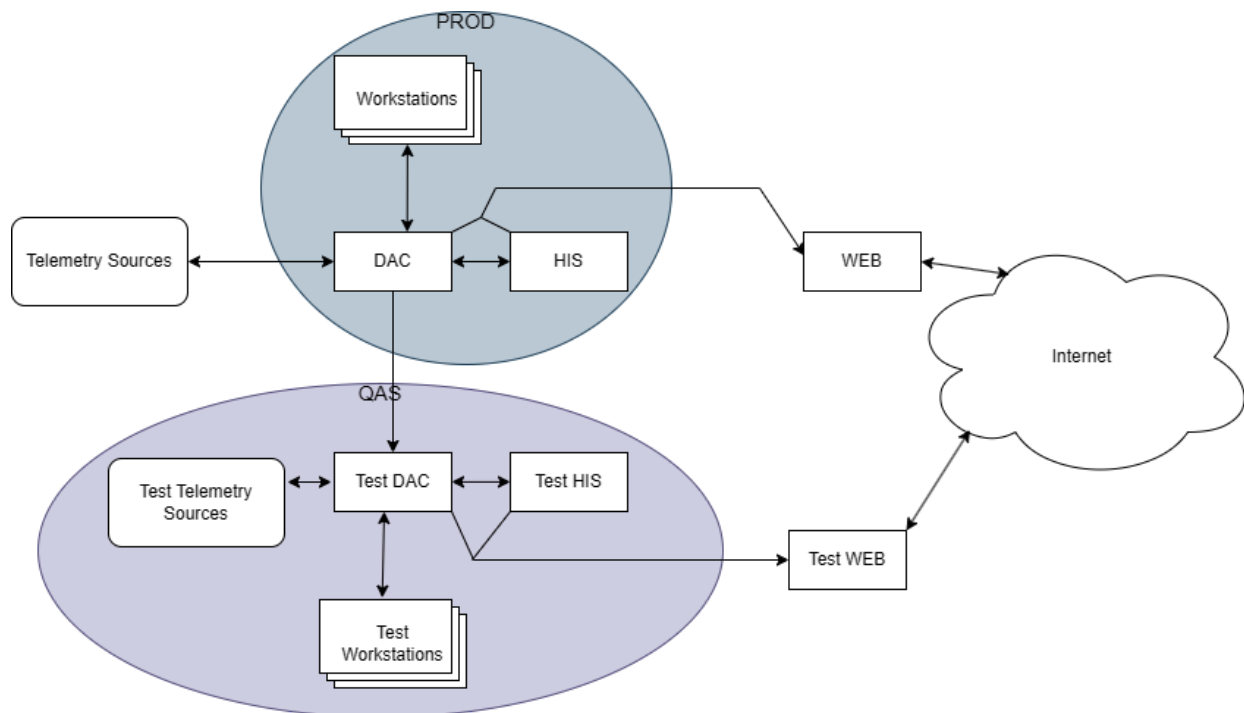 PROD
Workstations
Telemetry Sources
DAC
HIS
WEB
Internet
QAS
Test Telemetry
Sources
Test DAC
Test HIS
Test WEB
Test
Workstations